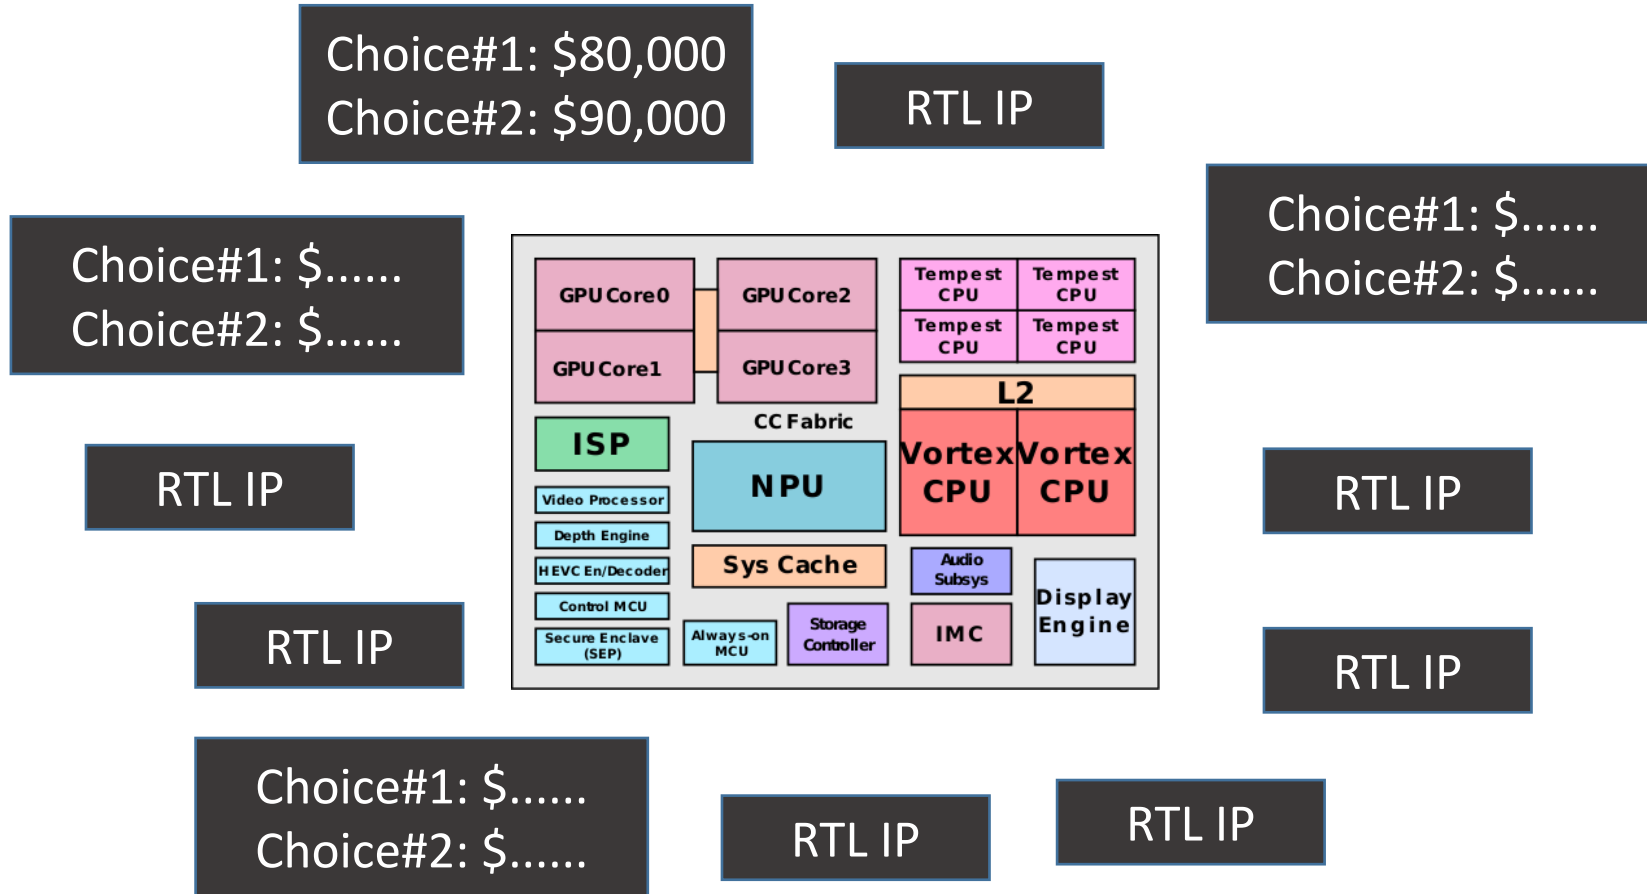 Choice#1: $80,000
Choice#2: $90,000
RTL IP
Choice#1: $......
Choice#2: $......
Choice#1: $......
Choice#2: $......
GPU Core0
GPU Core2
GPU Core1
GPU Core3
Tempest
CPU
Tempest
CPU
Tempest
CPU
Tempest
CPU
L2
Vortex
CPU
Vortex
CPU
CC Fabric
ISP
NPU
Video Processor
Depth Engine
HEVC En/Decoder
Control MCU
Secure Enclave
(SEP)
Sys Cache
Always-on
MCU
Storage
Controller
Audio
Subsys
IMC
Display
Engine
RTL IP
RTL IP
RTL IP
RTL IP
Choice#1: $......
Choice#2: $......
RTL IP
RTL IP